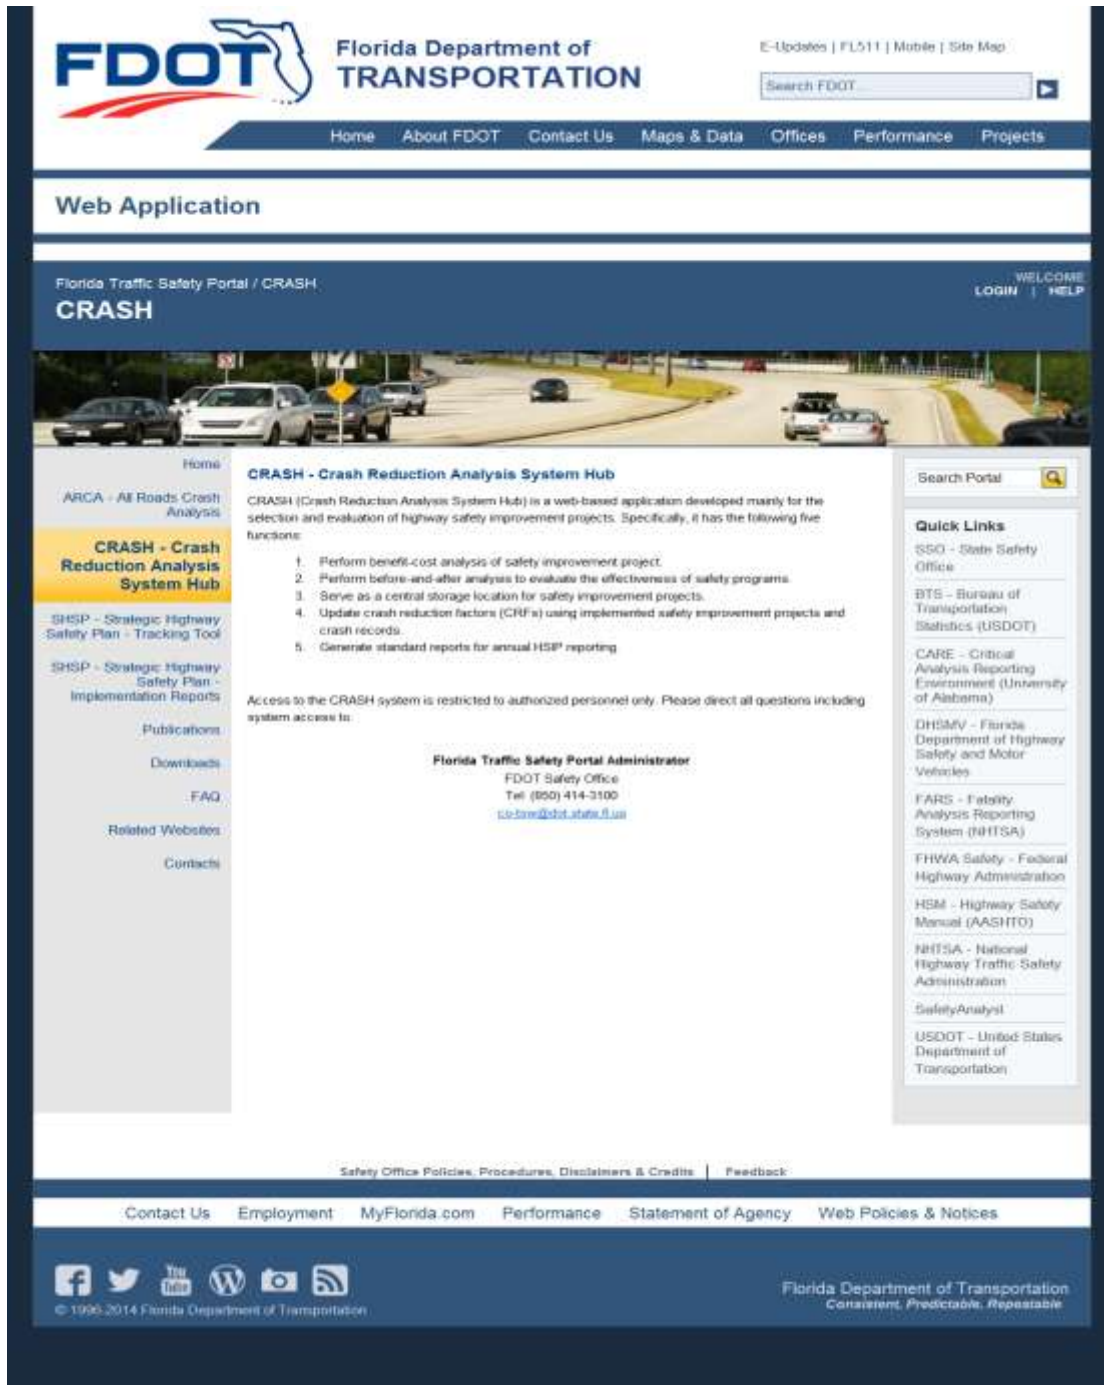 FDOT
Florida Department of
TRANSPORTATION
E-Updates | FL511 | Mobile | Site Map
Search FDOT...
Home About FDOT Contact Us Maps & Data Offices Performance Projects
Web Application
Florida Traffic Safety Portal / CRASH
CRASH
WELCOME
LOGIN | HELP
Home
ARCA - All Roads Crash
Analysis
CRASH - Crash
Reduction Analysis
System Hub
SHSP - Strategic Highway
Safety Plan - Tracking Tool
SHSP - Strategic Highway
Safety Plan -
Implementation Reports
Publications
Downloads
FAQ
Related Websites
Contacts
CRASH - Crash Reduction Analysis System Hub
CRASH (Crash Reduction Analysis System Hub) is a web-based application developed mainly for the
selection and evaluation of highway safety improvement projects. Specifically, it has the following five
functions:
1. Perform benefit-cost analysis of safety improvement project.
2. Perform before-and-after analysis to evaluate the effectiveness of safety programs.
3. Serve as a central storage location for safety improvement projects.
4. Update crash reduction factors (CRFs) using implemented safety improvement projects and
crash records.
5. Generate standard reports for annual HSIP reporting
Access to the CRASH system is restricted to authorized personnel only. Please direct all questions including
system access to:
Florida Traffic Safety Portal Administrator
FDOT Safety Office
Tel: (850) 414-3100
Search Portal
Quick Links
SSO - State Safety
Office
BTS - Bureau of
Transportation
Statistics (USDOT)
CARE - Critical
Analysis Reporting
Environment (University
of Alabama)
DHSMV - Florida
Department of Highway
Safety and Motor
Vehicles
FARS - Fatality
Analysis Reporting
System (NHTSA)
FHWA Safety - Federal
Highway Administration
HSM - Highway Safety
Manual (AASHTO)
NHTSA - National
Highway Traffic Safety
Administration
SafetyAnalyst
USDOT - United States
Department of
Transportation
Safety Office Policies, Procedures, Disclaimers & Credits | Feedback
Contact Us Employment MyFlorida.com Performance Statement of Agency Web Policies & Notices
You
Tube
© 1996-2014 Florida Department of Transportation
Florida Department of Transportation
Consistent, Predictable, Repeatable